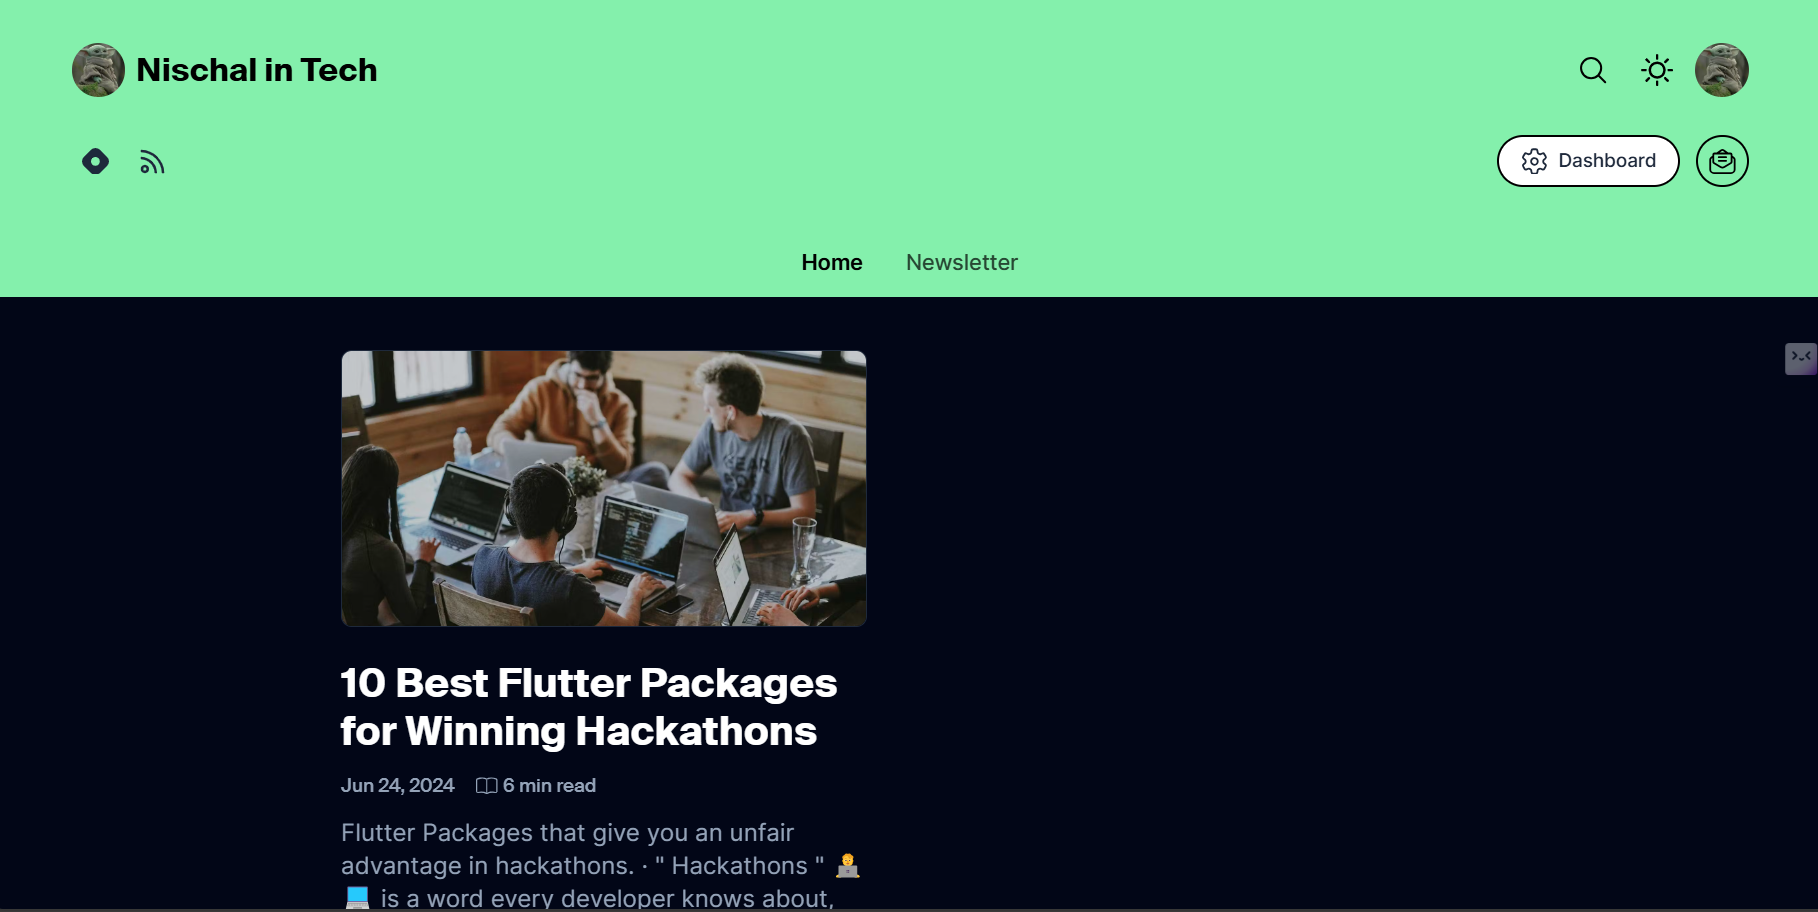 Nischal in Tech
Dashboard
Home
Newsletter
10 Best Flutter Packages
for Winning Hackathons
Jun 24, 2024
6 min read
Flutter Packages that give you an unfair
advantage in hackathons. · " Hackathons " 🧑‍💻
💻 is a word every developer knows about,